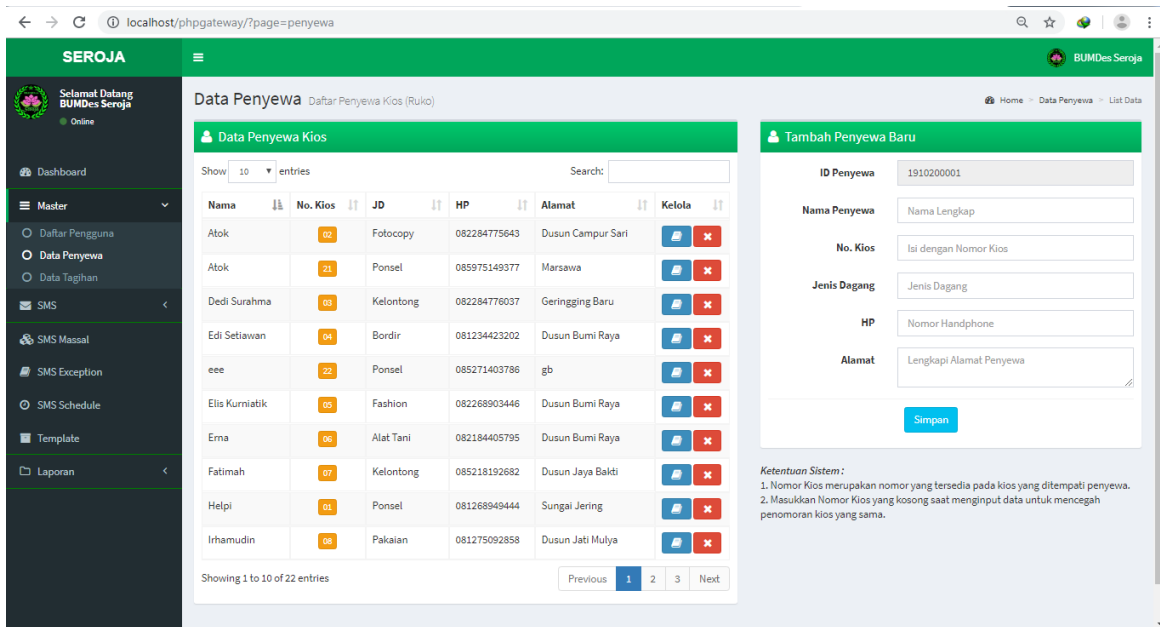 localhost/phpgateway/?page=penyewa
SEROJA
BUMDes Seroja
Selamat Datang
BUMDes Seroja
Online
Dashboard
Master
Daftar Pengguna
Data Penyewa
Data Tagihan
SMS
SMS Massal
SMS Exception
SMS Schedule
Template
Laporan
Data Penyewa Daftar Penyewa Kios (Ruko)
Home > Data Penyewa > List Data
Data Penyewa Kios
Show 10 entries Search:
Nama No. Kios JD HP Alamat Kelola
Atok 02 Fotocopy 082284775643 Dusun Campur Sari
Atok 21 Ponsel 085975149377 Marsawa
Dedi Surahma 03 Kelontong 082284776037 Geringging Baru
Edi Setiawan 04 Bordir 081234423202 Dusun Bumi Raya
eee 22 Ponsel 085271403786 gb
Elis Kurniatik 05 Fashion 082268903446 Dusun Bumi Raya
Erna 06 Alat Tani 082184405795 Dusun Bumi Raya
Fatimah 07 Kelontong 085218192682 Dusun Jaya Bakti
Helpi 01 Ponsel 081268949444 Sungai Jering
Irhamudin 08 Pakaian 081275092858 Dusun Jati Mulya
Showing 1 to 10 of 22 entries Previous 1 2 3 Next
Tambah Penyewa Baru
ID Penyewa 1910200001
Nama Penyewa Nama Lengkap
No. Kios Isi dengan Nomor Kios
Jenis Dagang Jenis Dagang
HP Nomor Handphone
Alamat Lengkapi Alamat Penyewa
Simpan
Ketentuan Sistem :
1. Nomor Kios merupakan nomor yang tersedia pada kios yang ditempati penyewa.
2. Masukkan Nomor Kios yang kosong saat menginput data untuk mencegah
penomoran kios yang sama.